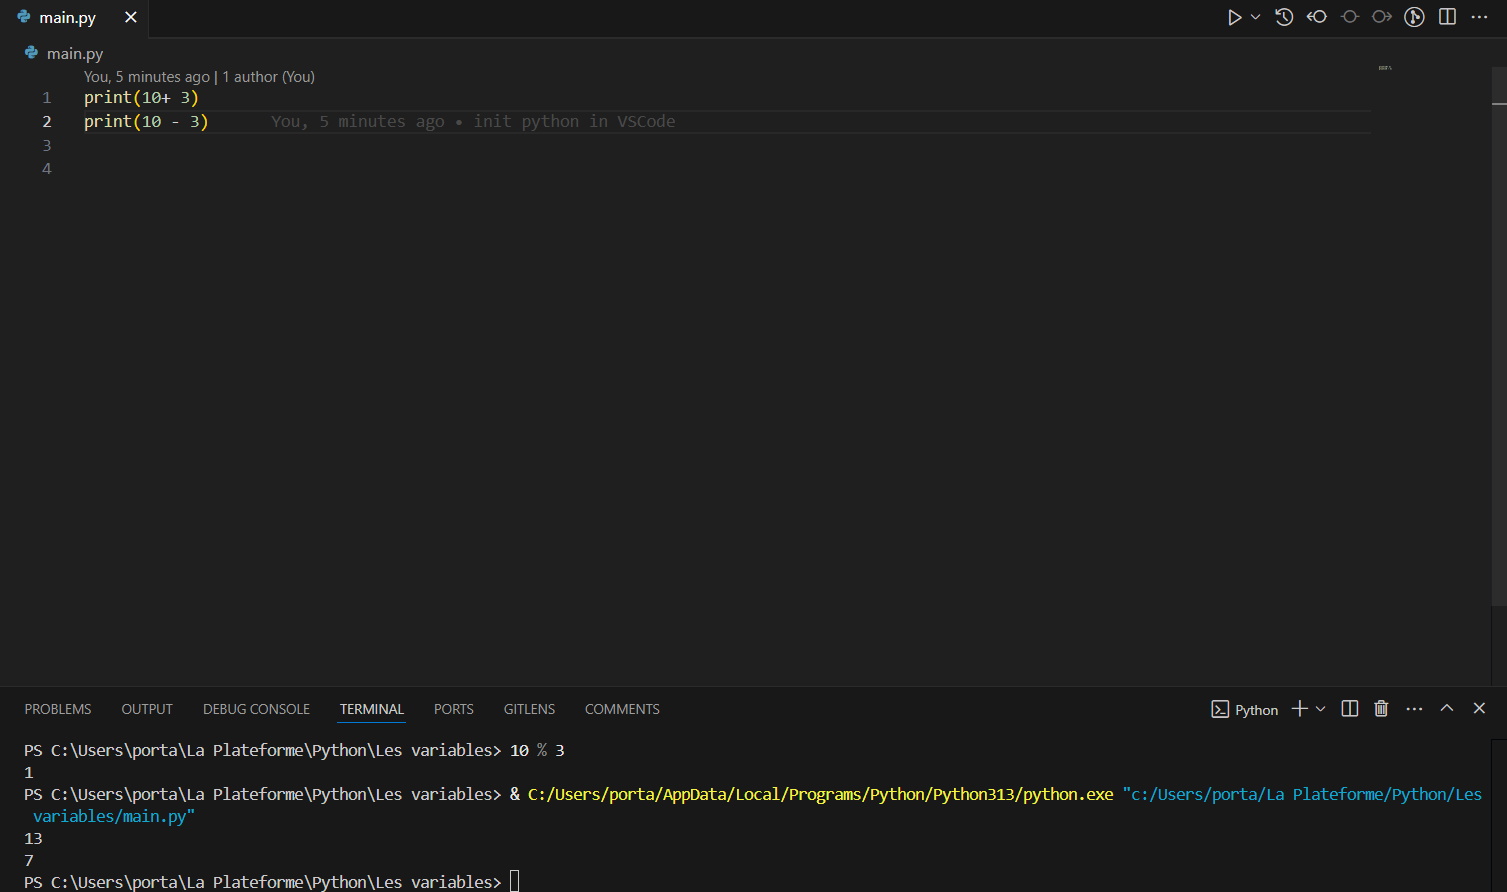 main.py
main.py
You, 5 minutes ago | 1 author (You)
1 print(10+ 3)
2 print(10 - 3) You, 5 minutes ago • init python in VSCode
3
4
PROBLEMS OUTPUT DEBUG CONSOLE TERMINAL PORTS GITLENS COMMENTS Python
PS C:\Users\porta\La Plateforme\Python\Les variables> 10 % 3
1
PS C:\Users\porta\La Plateforme\Python\Les variables> & C:/Users/porta/AppData/Local/Programs/Python/Python313/python.exe "c:/Users/porta/La Plateforme/Python/Les
variables/main.py"
13
7
PS C:\Users\porta\La Plateforme\Python\Les variables>